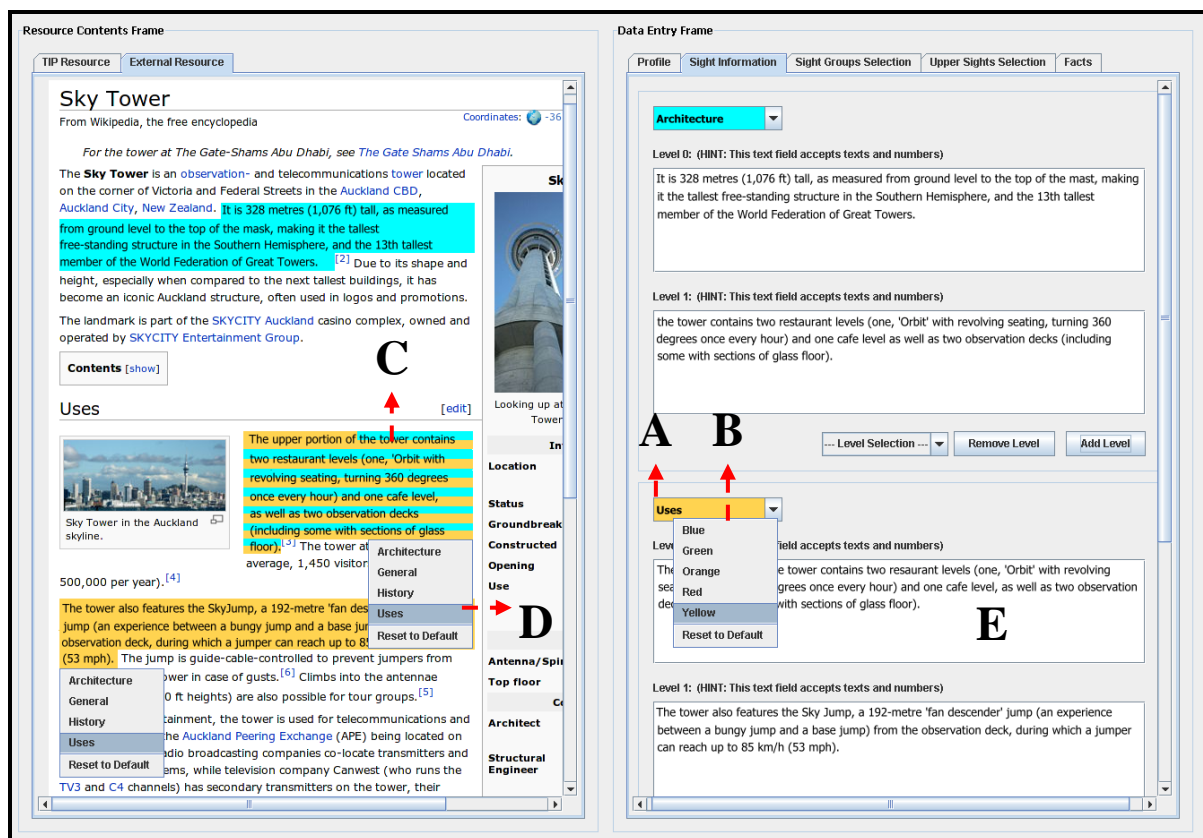 Resource Contents Frame
TIP Resource External Resource
Sky Tower
From Wikipedia, the free encyclopedia
Coordinates: -36
For the tower at The Gate-Shams Abu Dhabi, see The Gate Shams Abu Dhabi.
The Sky Tower is an observation- and telecommunications tower located
on the corner of Victoria and Federal Streets in the Auckland CBD,
Auckland City, New Zealand. It is 328 metres (1,076 ft) tall, as measured
from ground level to the top of the mask, making it the tallest
free-standing structure in the Southern Hemisphere, and the 13th tallest
member of the World Federation of Great Towers. [2] Due to its shape and
height, especially when compared to the next tallest buildings, it has
become an iconic Auckland structure, often used in logos and promotions.
The landmark is part of the SKYCITY Auckland casino complex, owned and
operated by SKYCITY Entertainment Group.
Contents [show]
C
Uses [edit]
The upper portion of the tower contains
two restaurant levels (one, 'Orbit with
revolving seating, turning 360 degrees
once every hour) and one cafe level,
as well as two observation decks
(including some with sections of glass
floor).[3] The tower at
average, 1,450 visitor
500,000 per year).[4]
Sky Tower in the Auckland
skyline.
Architecture
General
History
Uses
Reset to Default
D
The tower also features the SkyJump, a 192-metre 'fan des
jump (an experience between a bungy jump and a base ju
observation deck, during which a jumper can reach up to 85
(53 mph). The jump is guide-cable-controlled to prevent jumpers from
ower in case of gusts.[6] Climbs into the antennae
0 ft heights) are also possible for tour groups.[5]
tainment, the tower is used for telecommunications and
the Auckland Peering Exchange (APE) being located on
adio broadcasting companies co-locate transmitters and
ems, while television company Canwest (who runs the
TV3 and C4 channels) has secondary transmitters on the tower, their
Architecture
General
History
Uses
Reset to Default
Sk
Looking up at
Tower
In
Location
Status
Groundbreak
Constructed
Opening
Use
Antenna/Spir
Top floor
Co
Architect
Structural
Engineer
Data Entry Frame
Profile Sight Information Sight Groups Selection Upper Sights Selection Facts
Architecture
Level 0: (HINT: This text field accepts texts and numbers)
It is 328 metres (1,076 ft) tall, as measured from ground level to the top of the mast, making
it the tallest free-standing structure in the Southern Hemisphere, and the 13th tallest
member of the World Federation of Great Towers.
Level 1: (HINT: This text field accepts texts and numbers)
the tower contains two restaurant levels (one, 'Orbit' with revolving seating, turning 360
degrees once every hour) and one cafe level as well as two observation decks (including
some with sections of glass floor).
A B
--- Level Selection --- Remove Level Add Level
Uses
Blue
Green
Orange
Red
Yellow
Reset to Default
Leve field accepts texts and numbers)
The e tower contains two resaurant levels (one, 'Orbit' with revolving
sea grees once every hour) and one cafe level, as well as two observation
dec with sections of glass floor).
E
Level 1: (HINT: This text field accepts texts and numbers)
The tower also features the Sky Jump, a 192-metre 'fan descender' jump (an experience
between a bungy jump and a base jump) from the observation deck, during which a jumper
can reach up to 85 km/h (53 mph).